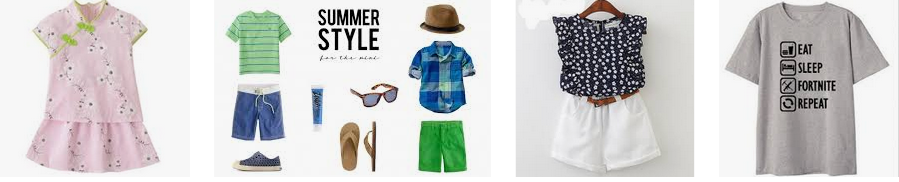 SUMMER
STYLE
for the mini
EAT
SLEEP
FORTNITE
REPEAT